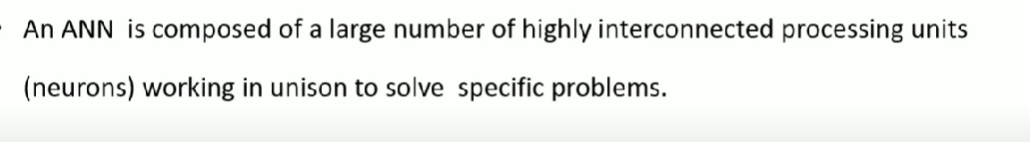 An ANN is composed of a large number of highly interconnected processing units
(neurons) working in unison to solve specific problems.